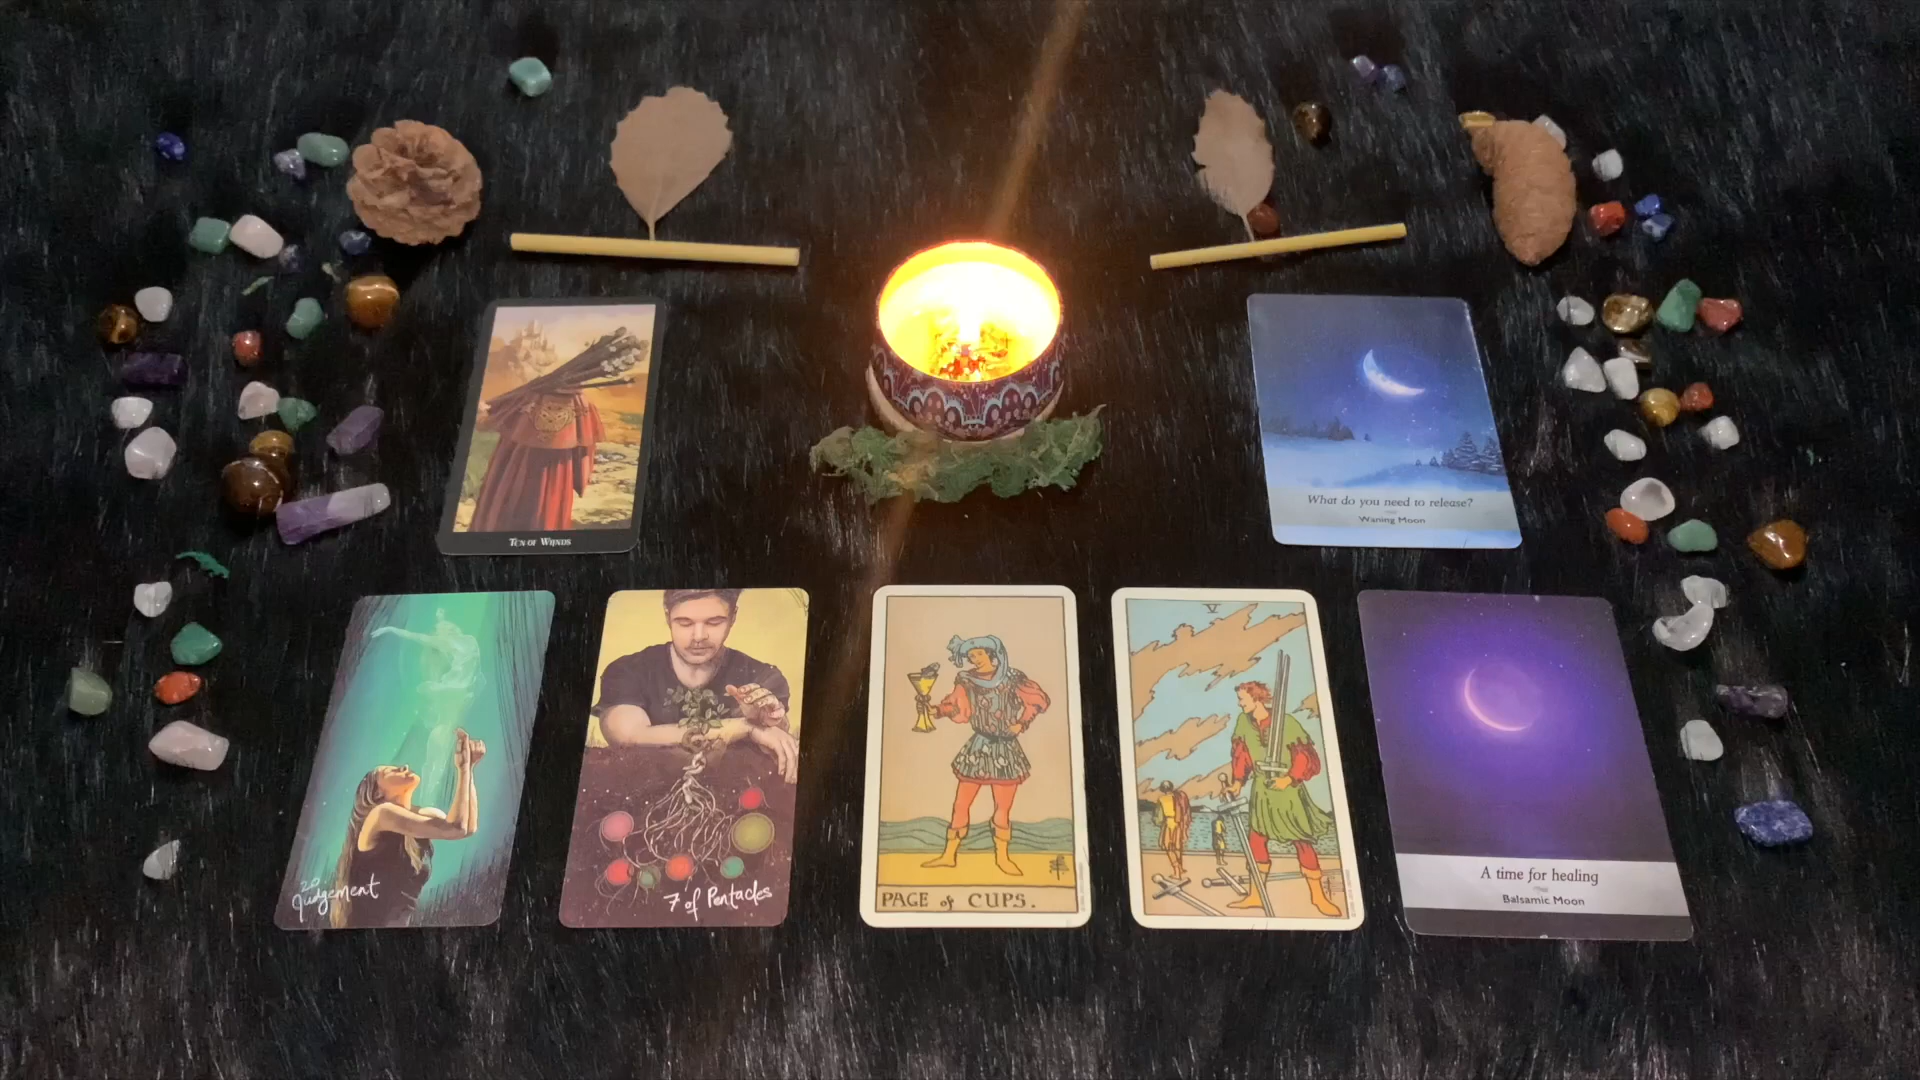 TEN OF WANDS
What do you need to release?
Waning Moon
20
Judgement
7 of Pentacles
PAGE of CUPS.
V
A time for healing
Balsamic Moon